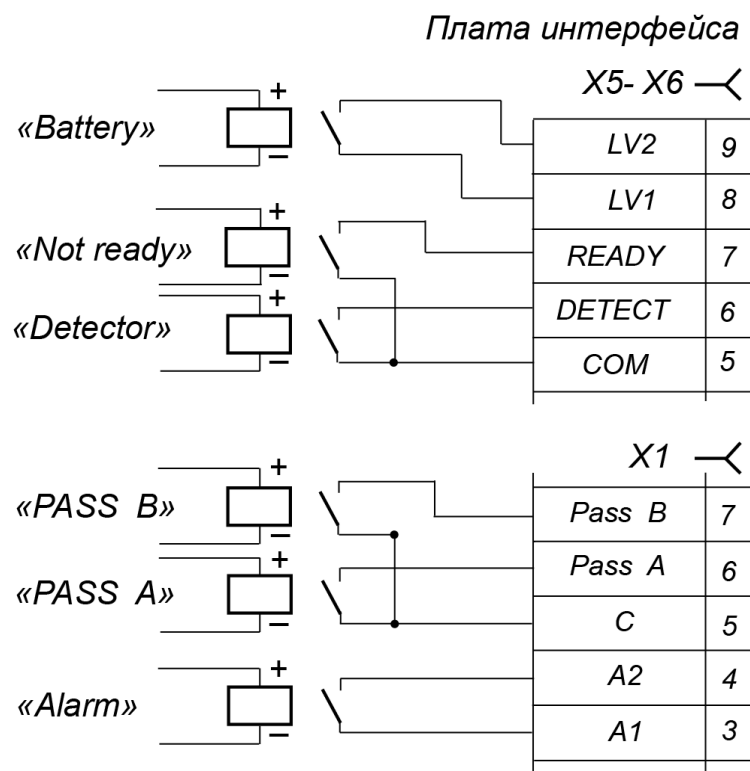 Плата интерфейса
X5- X6
+
«Battery»
−
LV2 9
LV1 8
+
«Not ready»
−
READY 7
+
«Detector»
−
DETECT 6
COM 5
X1
+
«PASS B»
−
Pass B 7
+
«PASS A»
−
Pass A 6
C 5
+
«Alarm»
−
A2 4
A1 3